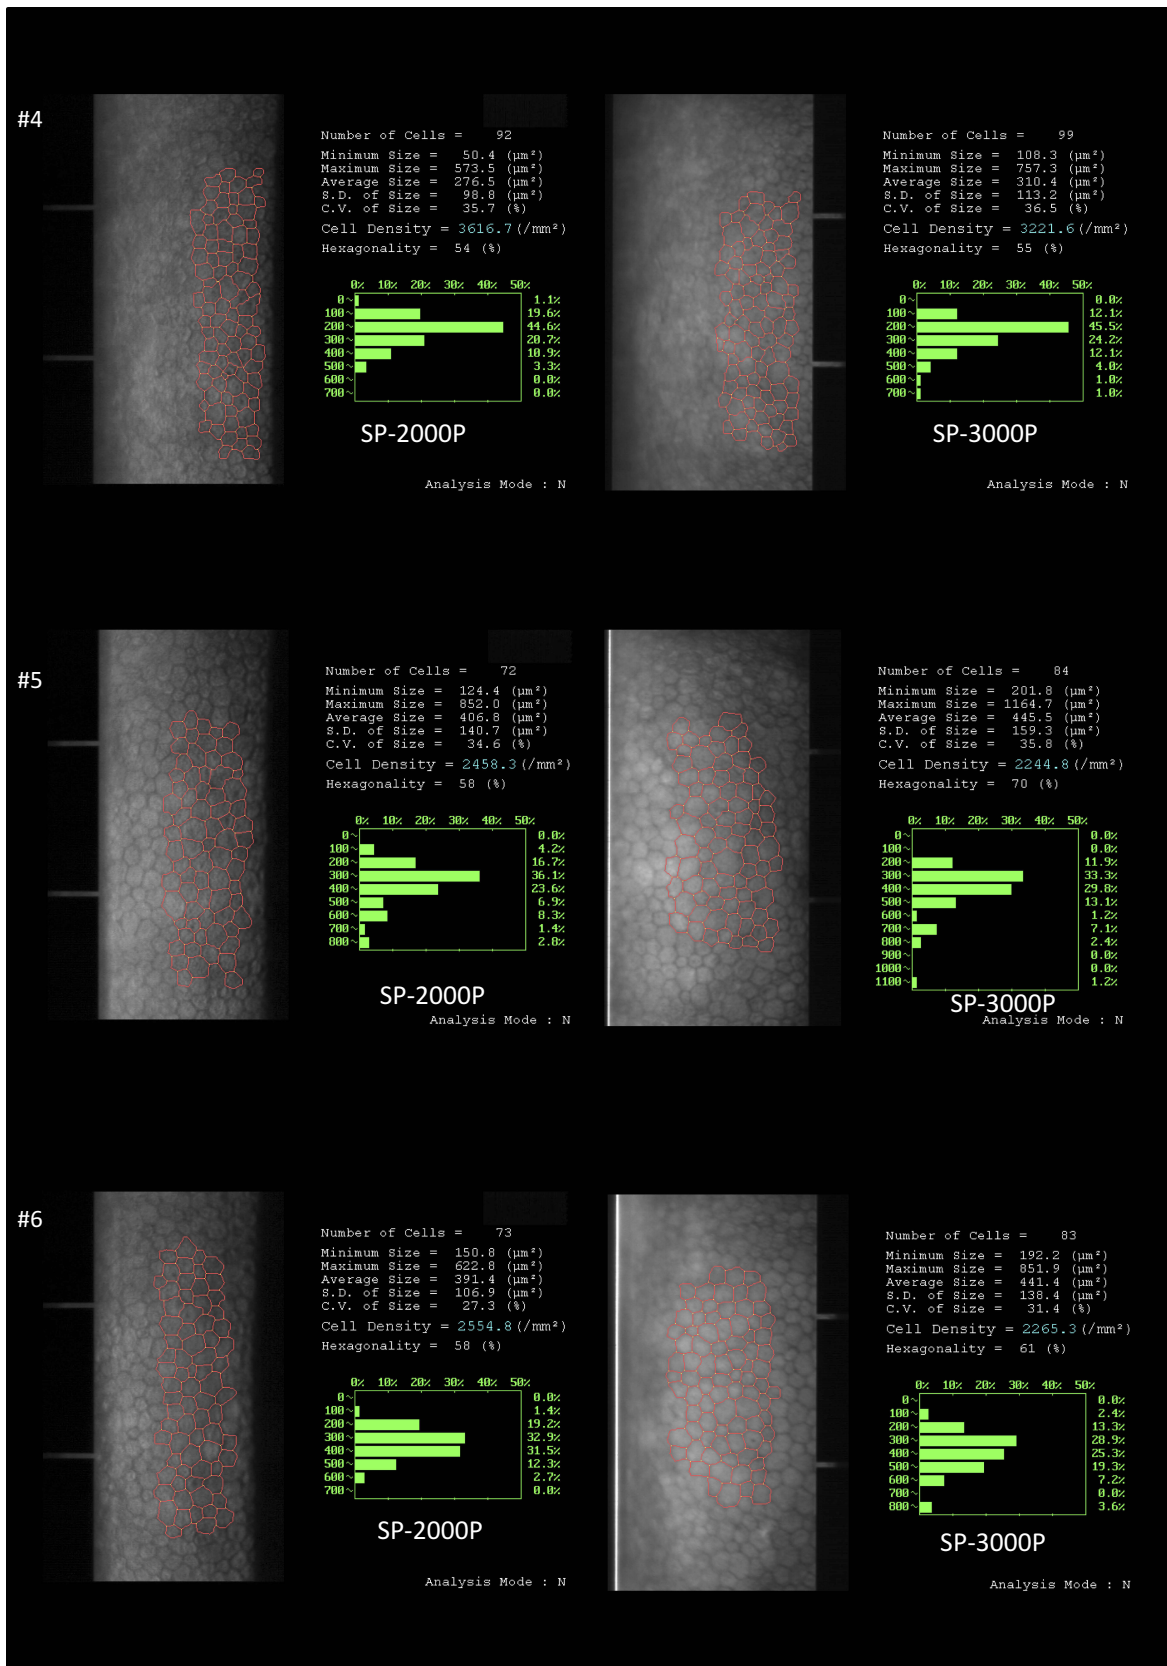 #4
Number of Cells = 92
Minimum Size = 50.4 (µm²)
Maximum Size = 573.5 (µm²)
Average Size = 276.5 (µm²)
S.D. of Size = 98.8 (µm²)
C.V. of Size = 35.7 (%)
Cell Density = 3616.7(/mm²)
Hexagonality = 54 (%)
0% 10% 20% 30% 40% 50%
0~ 1.1%
100~ 19.6%
200~ 44.6%
300~ 20.7%
400~ 10.9%
500~ 3.3%
600~ 0.0%
700~ 0.0%
SP-2000P
Analysis Mode : N
Number of Cells = 99
Minimum Size = 108.3 (µm²)
Maximum Size = 757.3 (µm²)
Average Size = 310.4 (µm²)
S.D. of Size = 113.2 (µm²)
C.V. of Size = 36.5 (%)
Cell Density = 3221.6(/mm²)
Hexagonality = 55 (%)
0% 10% 20% 30% 40% 50%
0~ 0.0%
100~ 12.1%
200~ 45.5%
300~ 24.2%
400~ 12.1%
500~ 4.0%
600~ 1.0%
700~ 1.0%
SP-3000P
Analysis Mode : N
#5
Number of Cells = 72
Minimum Size = 124.4 (µm²)
Maximum Size = 852.0 (µm²)
Average Size = 406.8 (µm²)
S.D. of Size = 140.7 (µm²)
C.V. of Size = 34.6 (%)
Cell Density = 2458.3(/mm²)
Hexagonality = 58 (%)
0% 10% 20% 30% 40% 50%
0~ 0.0%
100~ 4.2%
200~ 16.7%
300~ 36.1%
400~ 23.6%
500~ 6.9%
600~ 8.3%
700~ 1.4%
800~ 2.8%
SP-2000P
Analysis Mode : N
Number of Cells = 84
Minimum Size = 201.8 (µm²)
Maximum Size = 1164.7 (µm²)
Average Size = 445.5 (µm²)
S.D. of Size = 159.3 (µm²)
C.V. of Size = 35.8 (%)
Cell Density = 2244.8(/mm²)
Hexagonality = 70 (%)
0% 10% 20% 30% 40% 50%
0~ 0.0%
100~ 0.0%
200~ 11.9%
300~ 33.3%
400~ 29.8%
500~ 13.1%
600~ 1.2%
700~ 7.1%
800~ 2.4%
900~ 0.0%
1000~ 0.0%
1100~ 1.2%
SP-3000P
Analysis Mode : N
#6
Number of Cells = 73
Minimum Size = 150.8 (µm²)
Maximum Size = 622.8 (µm²)
Average Size = 391.4 (µm²)
S.D. of Size = 106.9 (µm²)
C.V. of Size = 27.3 (%)
Cell Density = 2554.8(/mm²)
Hexagonality = 58 (%)
0% 10% 20% 30% 40% 50%
0~ 0.0%
100~ 1.4%
200~ 19.2%
300~ 32.9%
400~ 31.5%
500~ 12.3%
600~ 2.7%
700~ 0.0%
SP-2000P
Analysis Mode : N
Number of Cells = 83
Minimum Size = 192.2 (µm²)
Maximum Size = 851.9 (µm²)
Average Size = 441.4 (µm²)
S.D. of Size = 138.4 (µm²)
C.V. of Size = 31.4 (%)
Cell Density = 2265.3(/mm²)
Hexagonality = 61 (%)
0% 10% 20% 30% 40% 50%
0~ 0.0%
100~ 2.4%
200~ 13.3%
300~ 28.9%
400~ 25.3%
500~ 19.3%
600~ 7.2%
700~ 0.0%
800~ 3.6%
SP-3000P
Analysis Mode : N